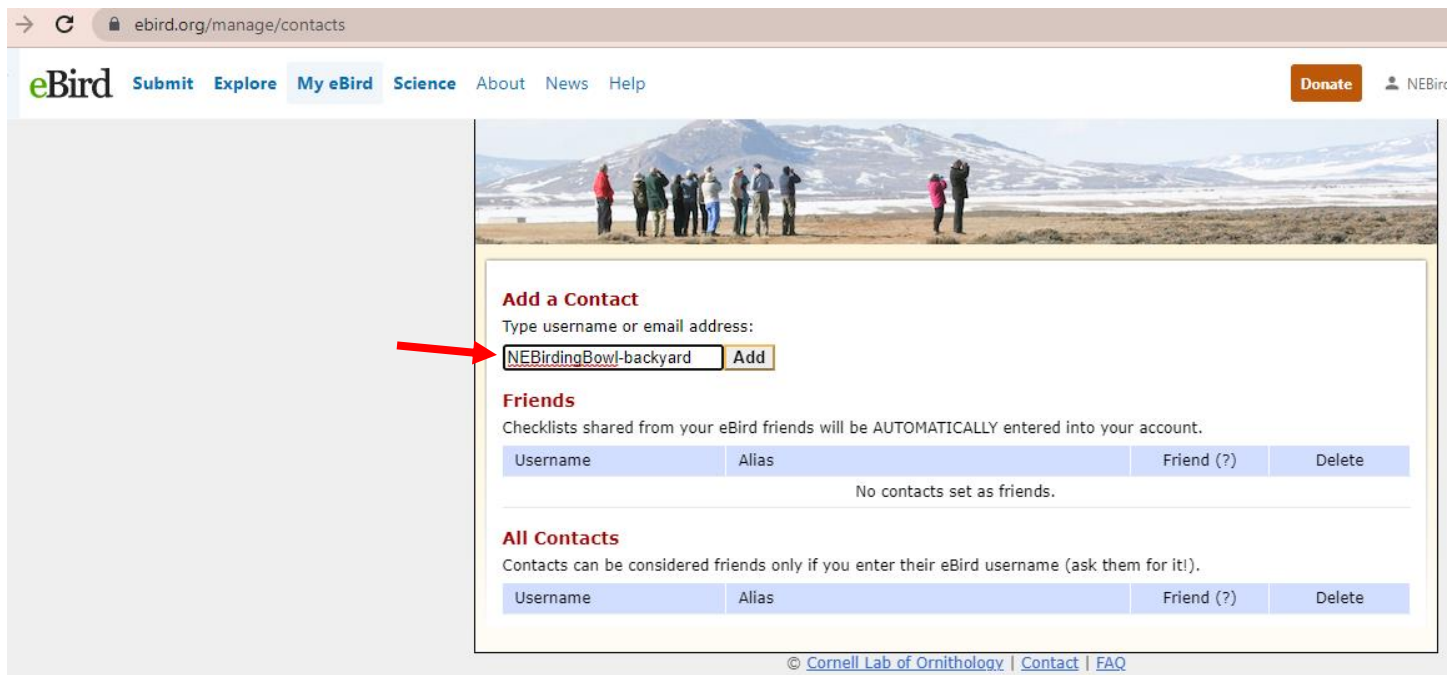 ebird.org/manage/contacts
eBird Submit Explore My eBird Science About News Help Donate NEBird
Add a Contact
Type username or email address:
NEBirdingBowl-backyard Add
Friends
Checklists shared from your eBird friends will be AUTOMATICALLY entered into your account.
Username Alias Friend (?) Delete
No contacts set as friends.
All Contacts
Contacts can be considered friends only if you enter their eBird username (ask them for it!).
Username Alias Friend (?) Delete
© Cornell Lab of Ornithology | Contact | FAQ